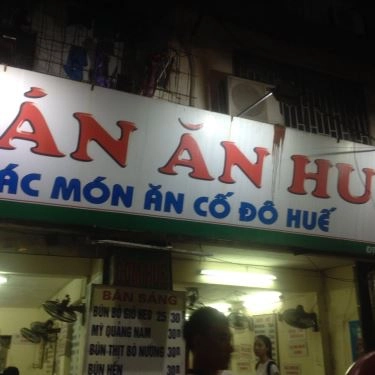 ÁN ĂN HU
ÁC MÓN ĂN CỐ ĐÔ HUẾ
BÁN SÁNG
BÚN BÒ GIÒ HEO 25 30
MỲ QUẢNG NAM 30
BÚN THỊT BÒ NƯỚNG 30
BÚN HẾN